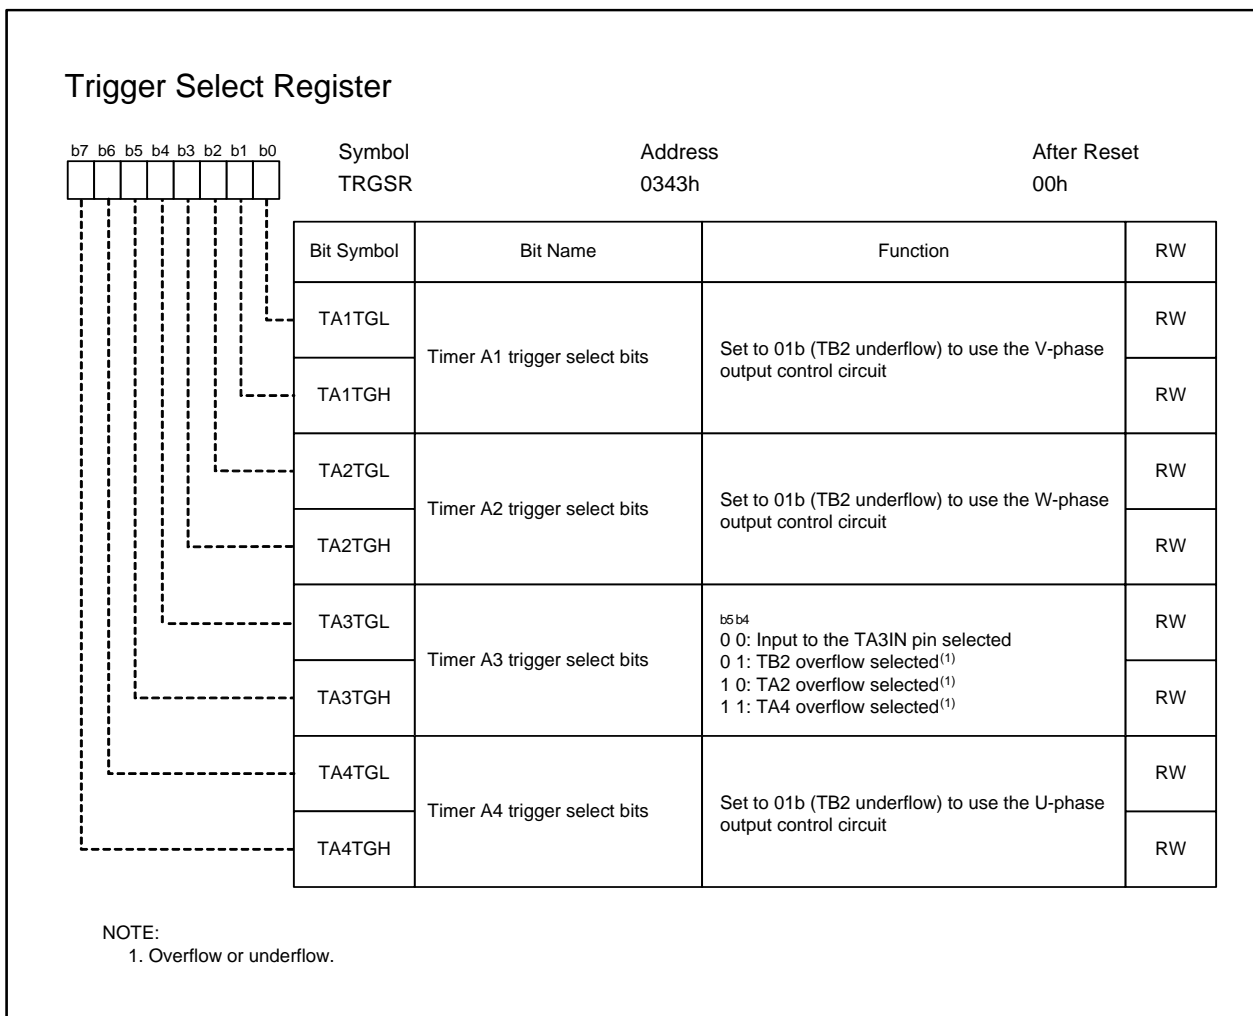 Trigger Select Register
b7 b6 b5 b4 b3 b2 b1 b0
Symbol Address After Reset
TRGSR 0343h 00h
Bit Symbol Bit Name Function RW
TA1TGL RW
Timer A1 trigger select bits
Set to 01b (TB2 underflow) to use the V-phase
output control circuit
TA1TGH RW
TA2TGL RW
Timer A2 trigger select bits
Set to 01b (TB2 underflow) to use the W-phase
output control circuit
TA2TGH RW
TA3TGL RW
Timer A3 trigger select bits
b5 b4
0 0: Input to the TA3IN pin selected
0 1: TB2 overflow selected(1)
1 0: TA2 overflow selected(1)
1 1: TA4 overflow selected(1)
TA3TGH RW
TA4TGL RW
Timer A4 trigger select bits
Set to 01b (TB2 underflow) to use the U-phase
output control circuit
TA4TGH RW
NOTE:
1. Overflow or underflow.